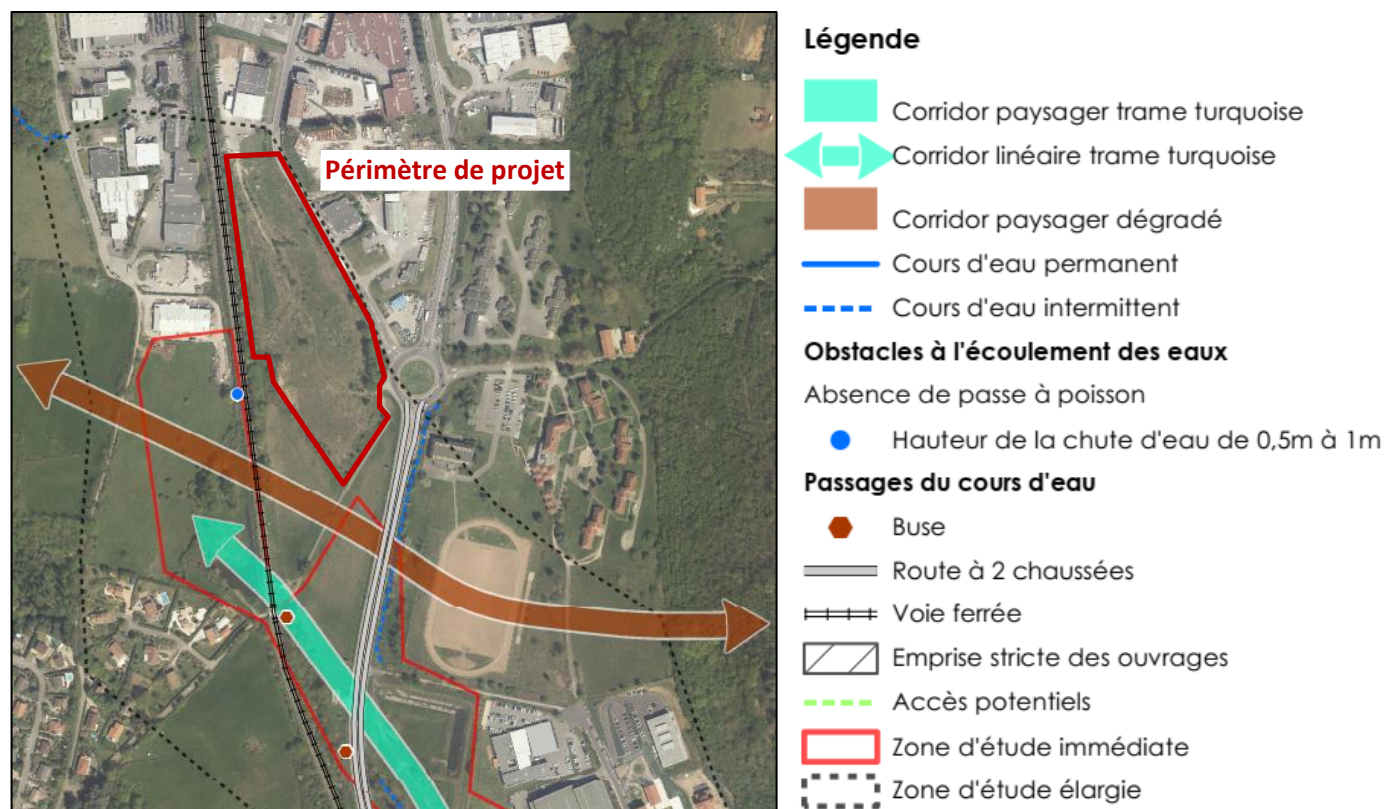 Périmètre de projet
Légende
Corridor paysager trame turquoise
Corridor linéaire trame turquoise
Corridor paysager dégradé
Cours d'eau permanent
Cours d'eau intermittent
Obstacles à l'écoulement des eaux
Absence de passe à poisson
Hauteur de la chute d'eau de 0,5m à 1m
Passages du cours d'eau
Buse
Route à 2 chaussées
Voie ferrée
Emprise stricte des ouvrages
Accès potentiels
Zone d'étude immédiate
Zone d'étude élargie